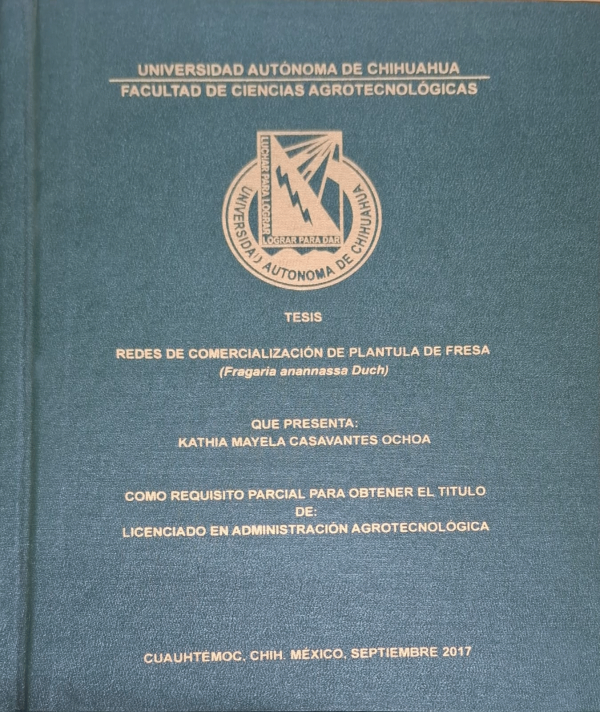 UNIVERSIDAD AUTÓNOMA DE CHIHUAHUA
FACULTAD DE CIENCIAS AGROTECNOLÓGICAS
LUCHAR PARA LOGRAR
LOGRAR PARA DAR
UNIVERSIDAD AUTONOMA DE CHIHUAHUA
TESIS
REDES DE COMERCIALIZACIÓN DE PLANTULA DE FRESA
(Fragaria anannassa Duch)
QUE PRESENTA:
KATHIA MAYELA CASAVANTES OCHOA
COMO REQUISITO PARCIAL PARA OBTENER EL TITULO
DE:
LICENCIADO EN ADMINISTRACIÓN AGROTECNOLÓGICA
CUAUHTÉMOC, CHIH. MÉXICO, SEPTIEMBRE 2017